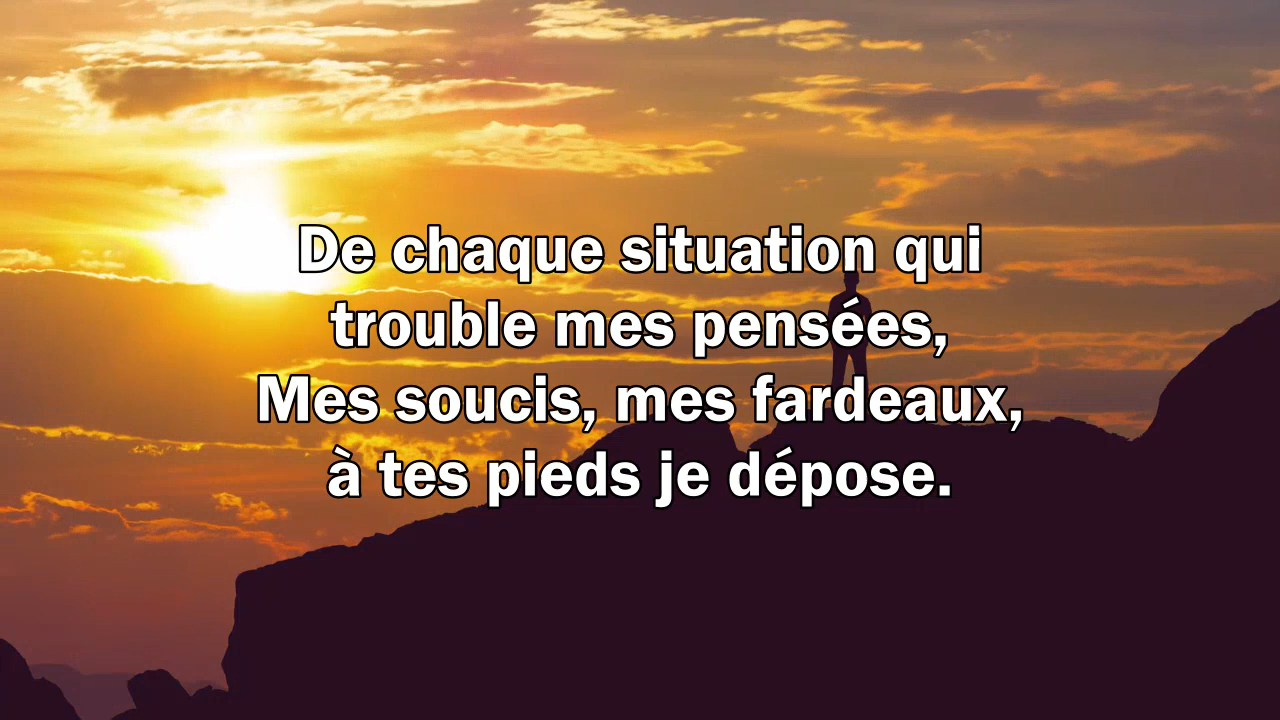 De chaque situation qui
trouble mes pensées,
Mes soucis, mes fardeaux,
à tes pieds je dépose.